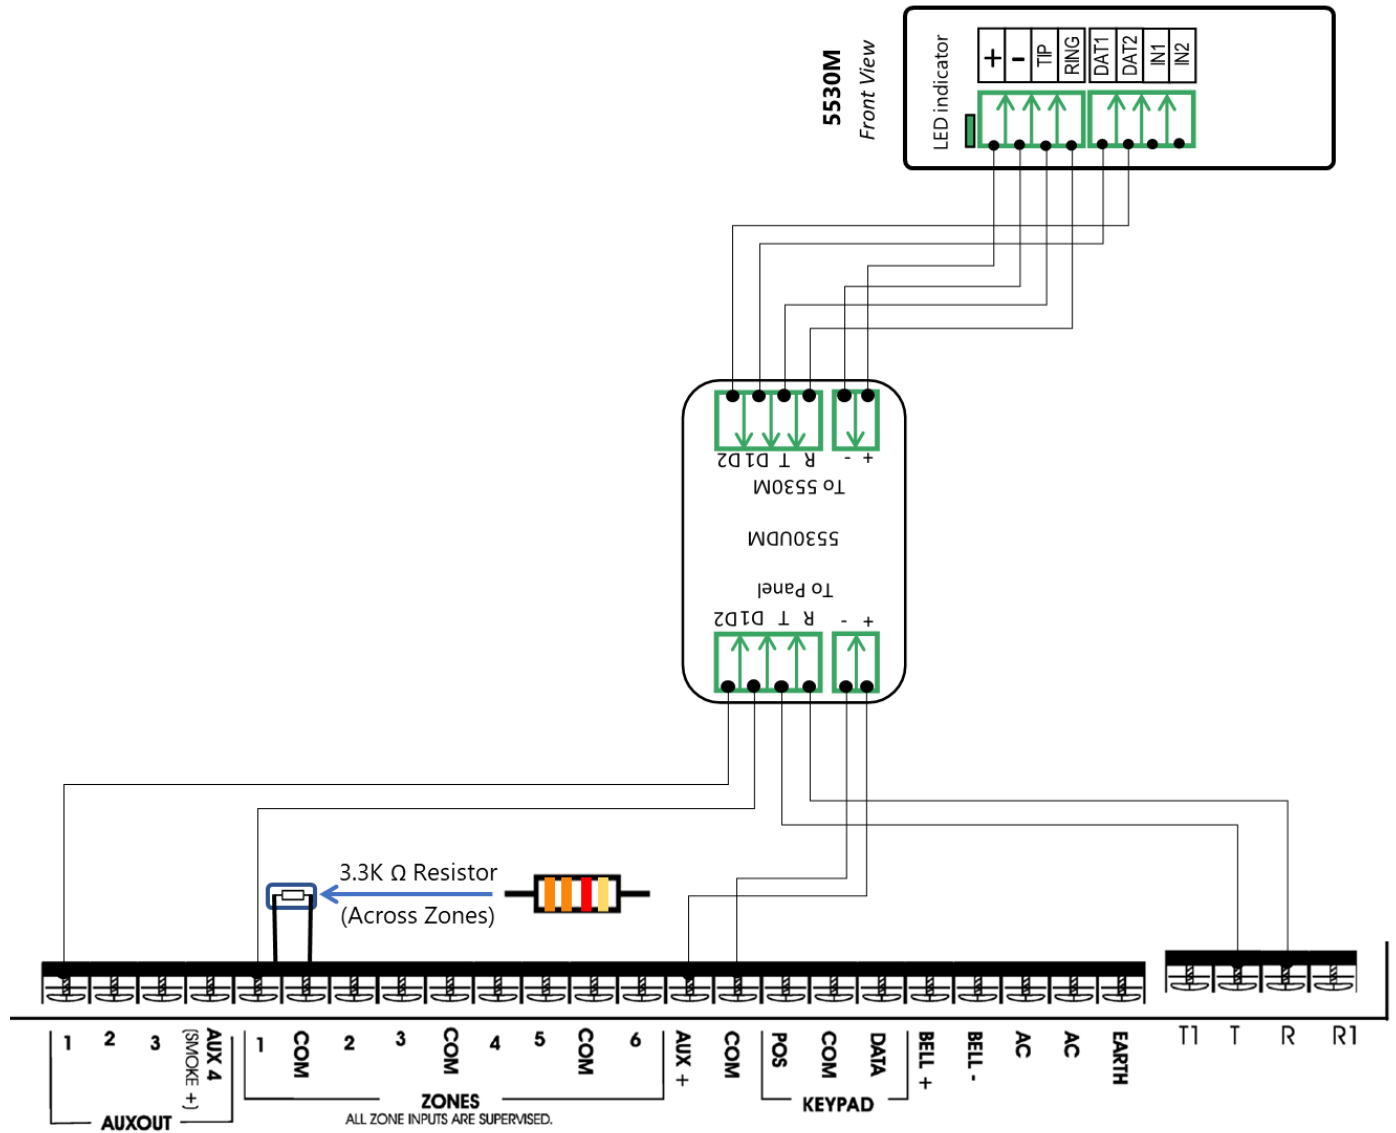 5530M
Front View
LED indicator
+
-
TIP
RING
DAT1
DAT2
IN1
IN2
D2 D1 T R - +
To 5530M
5530UDM
To Panel
D2 D1 T R - +
3.3K Ω Resistor
(Across Zones)
1
2
3
AUX 4
(SMOKE +)
1
COM
2
3
COM
4
5
COM
6
AUX +
COM
POS
COM
DATA
BELL +
BELL -
AC
AC
EARTH
T1
T
R
R1
AUXOUT
ZONES
ALL ZONE INPUTS ARE SUPERVISED.
KEYPAD